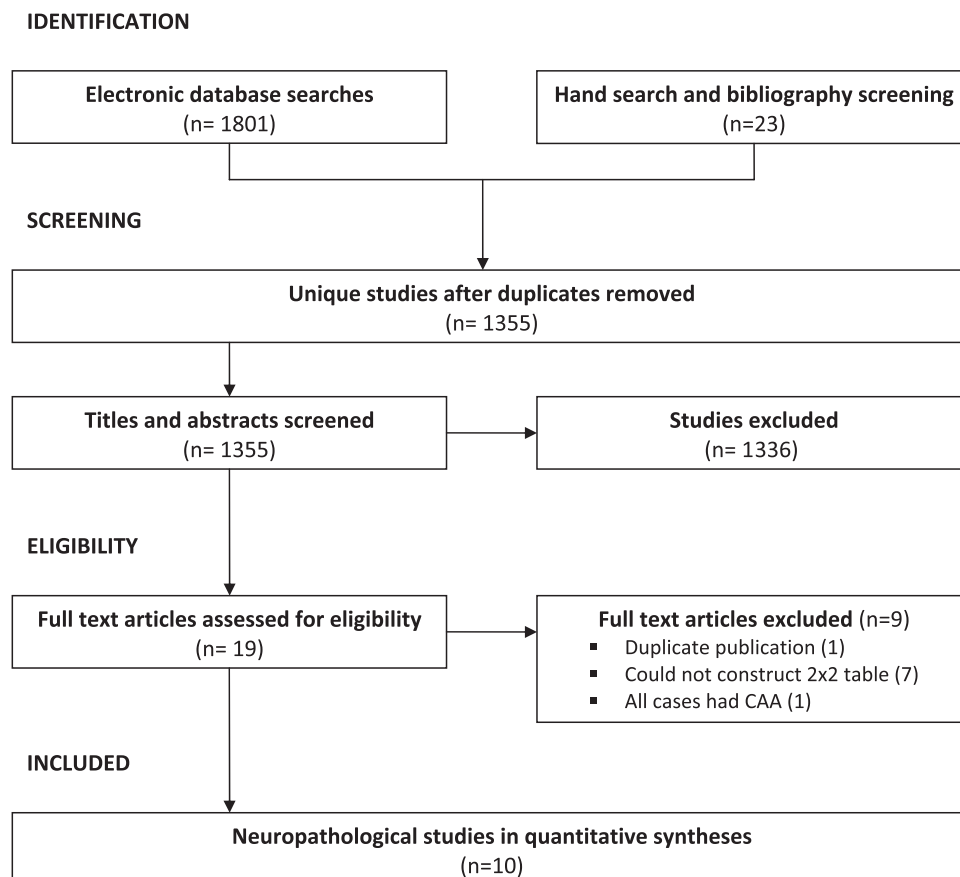 IDENTIFICATION
Electronic database searches
(n= 1801)
Hand search and bibliography screening
(n=23)
SCREENING
Unique studies after duplicates removed
(n= 1355)
Titles and abstracts screened
(n= 1355)
Studies excluded
(n= 1336)
ELIGIBILITY
Full text articles assessed for eligibility
(n= 19)
Full text articles excluded (n=9)
▪ Duplicate publication (1)
▪ Could not construct 2x2 table (7)
▪ All cases had CAA (1)
INCLUDED
Neuropathological studies in quantitative syntheses
(n=10)